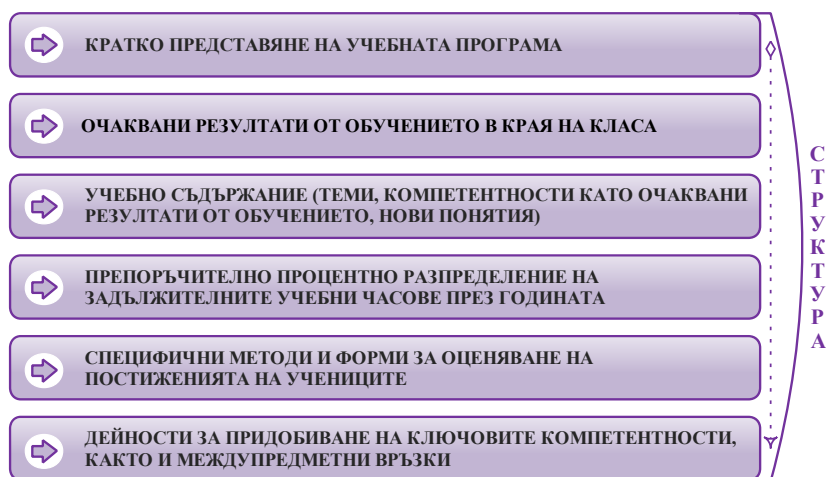 КРАТКО ПРЕДСТАВЯНЕ НА УЧЕБНАТА ПРОГРАМА
ОЧАКВАНИ РЕЗУЛТАТИ ОТ ОБУЧЕНИЕТО В КРАЯ НА КЛАСА
УЧЕБНО СЪДЪРЖАНИЕ (ТЕМИ, КОМПЕТЕНТНОСТИ КАТО ОЧАКВАНИ
РЕЗУЛТАТИ ОТ ОБУЧЕНИЕТО, НОВИ ПОНЯТИЯ)
ПРЕПОРЪЧИТЕЛНО ПРОЦЕНТНО РАЗПРЕДЕЛЕНИЕ НА
ЗАДЪЛЖИТЕЛНИТЕ УЧЕБНИ ЧАСОВЕ ПРЕЗ ГОДИНАТА
СПЕЦИФИЧНИ МЕТОДИ И ФОРМИ ЗА ОЦЕНЯВАНЕ НА
ПОСТИЖЕНИЯТА НА УЧЕНИЦИТЕ
ДЕЙНОСТИ ЗА ПРИДОБИВАНЕ НА КЛЮЧОВИТЕ КОМПЕТЕНТНОСТИ,
КАКТО И МЕЖДУПРЕДМЕТНИ ВРЪЗКИ
СТРУКТУРА